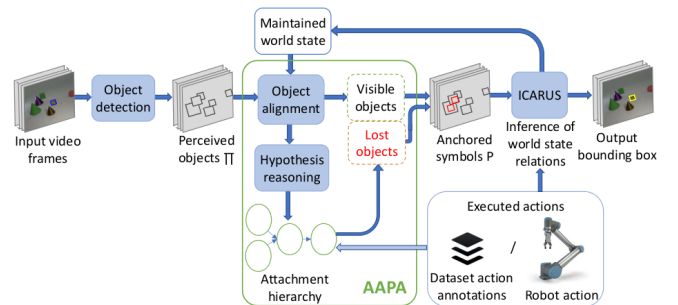 Maintained
world state
Object
detection
Object
alignment
Visible
objects
Lost
objects
ICARUS
Input video
frames
Perceived
objects ∏
Hypothesis
reasoning
Anchored
symbols P
Inference of
world state
relations
Output
bounding box
Attachment
hierarchy
AAPA
Executed actions
/
Dataset action
annotations
Robot action